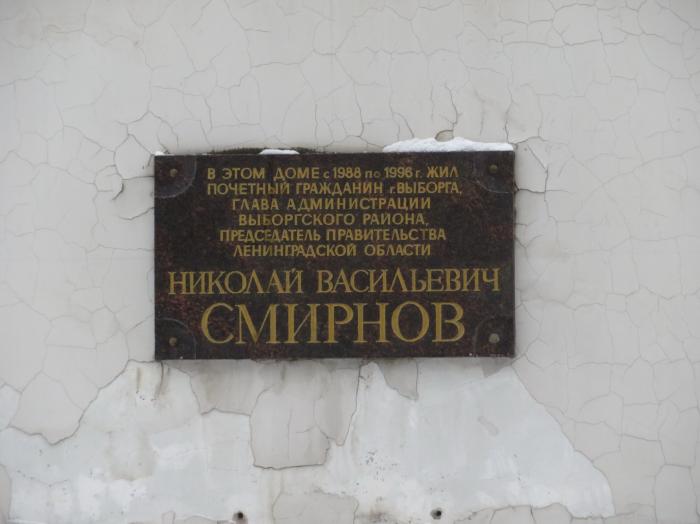 В ЭТОМ ДОМЕ с 1988 по 1996 г. ЖИЛ
ПОЧЕТНЫЙ ГРАЖДАНИН г. ВЫБОРГА,
ГЛАВА АДМИНИСТРАЦИИ
ВЫБОРГСКОГО РАЙОНА,
ПРЕДСЕДАТЕЛЬ ПРАВИТЕЛЬСТВА
ЛЕНИНГРАДСКОЙ ОБЛАСТИ
НИКОЛАЙ ВАСИЛЬЕВИЧ
СМИРНОВ